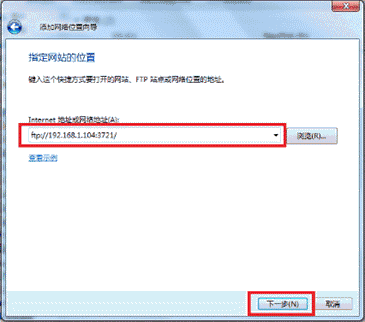 添加网络位置向导
指定网站的位置
键入这个快捷方式要打开的网站、FTP 站点或网络位置的地址。
Internet 地址或网络地址(A):
ftp://192.168.1.104:3721/
浏览(R)...
查看示例
下一步(N)
取消